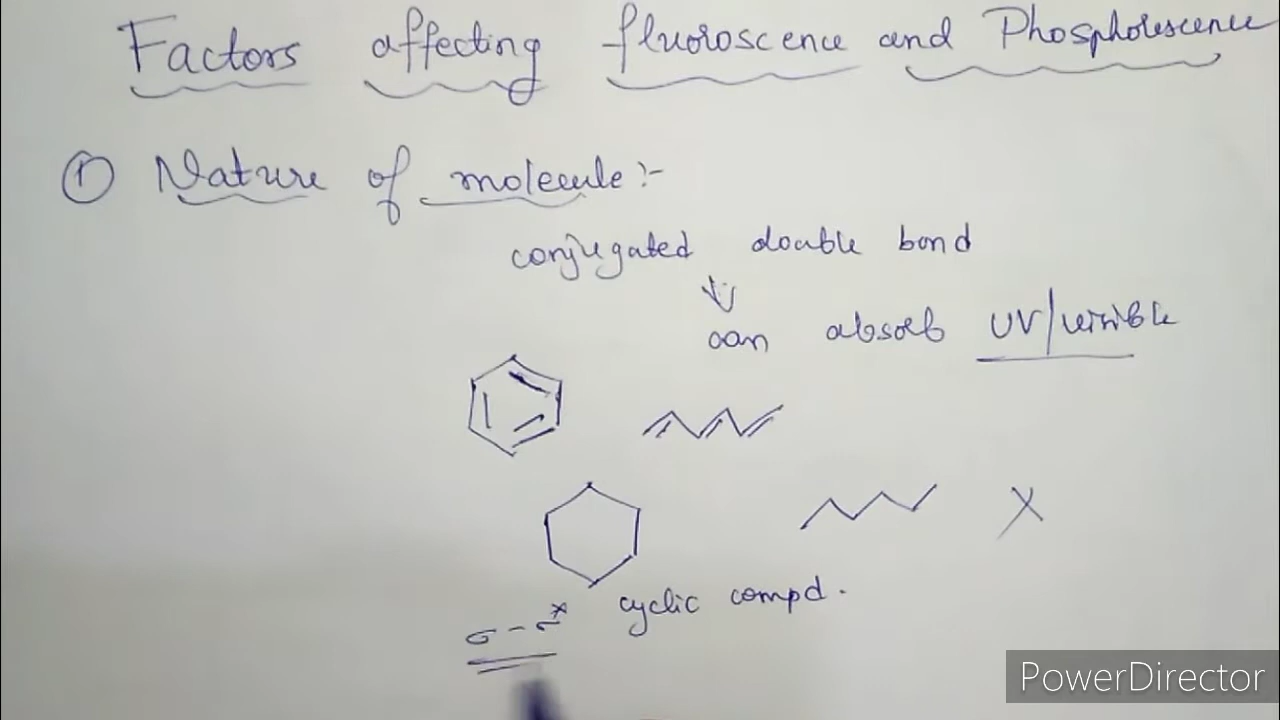 Factors affecting fluoroscence and Phospholescence
① Nature of molecule :-
conjugated double bond
can absorb UV/visible
X
cyclic compd.
σ - σ*
PowerDirector